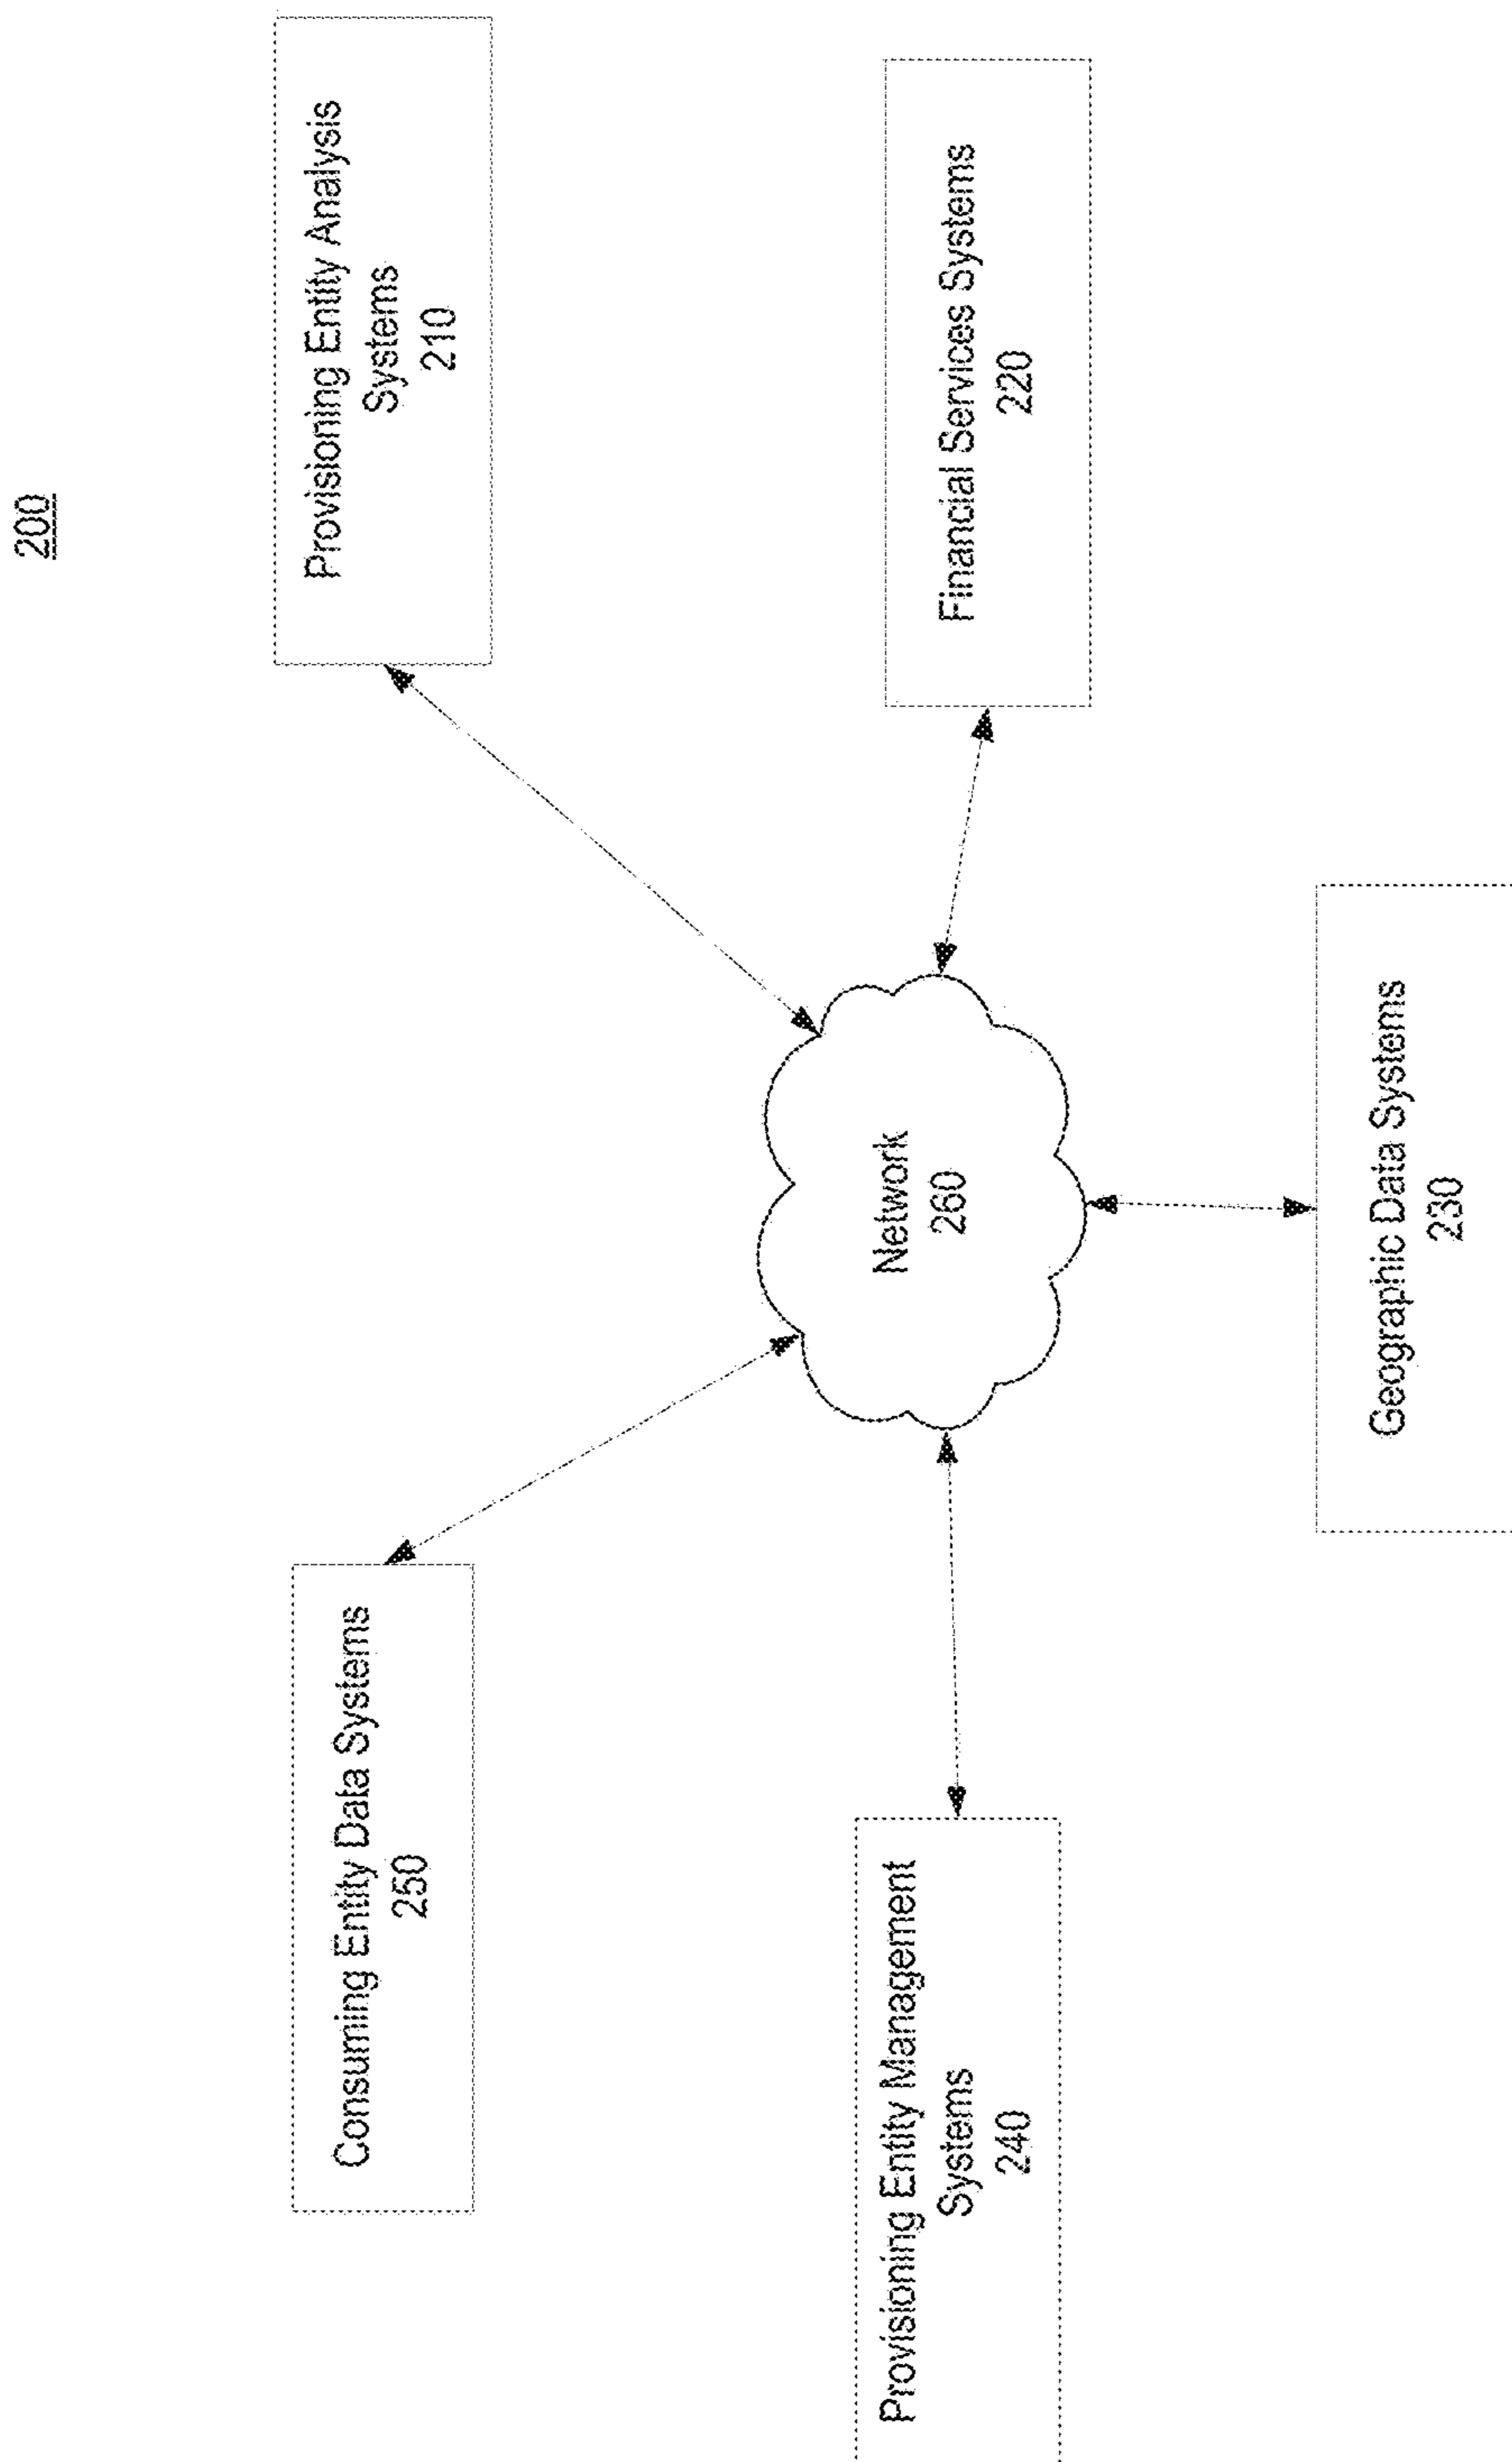 200
Provisioning Entity Analysis
Systems
210
Consuming Entity Data Systems
250
Financial Services Systems
220
Network
260
Provisioning Entity Management
Systems
240
Geographic Data Systems
230